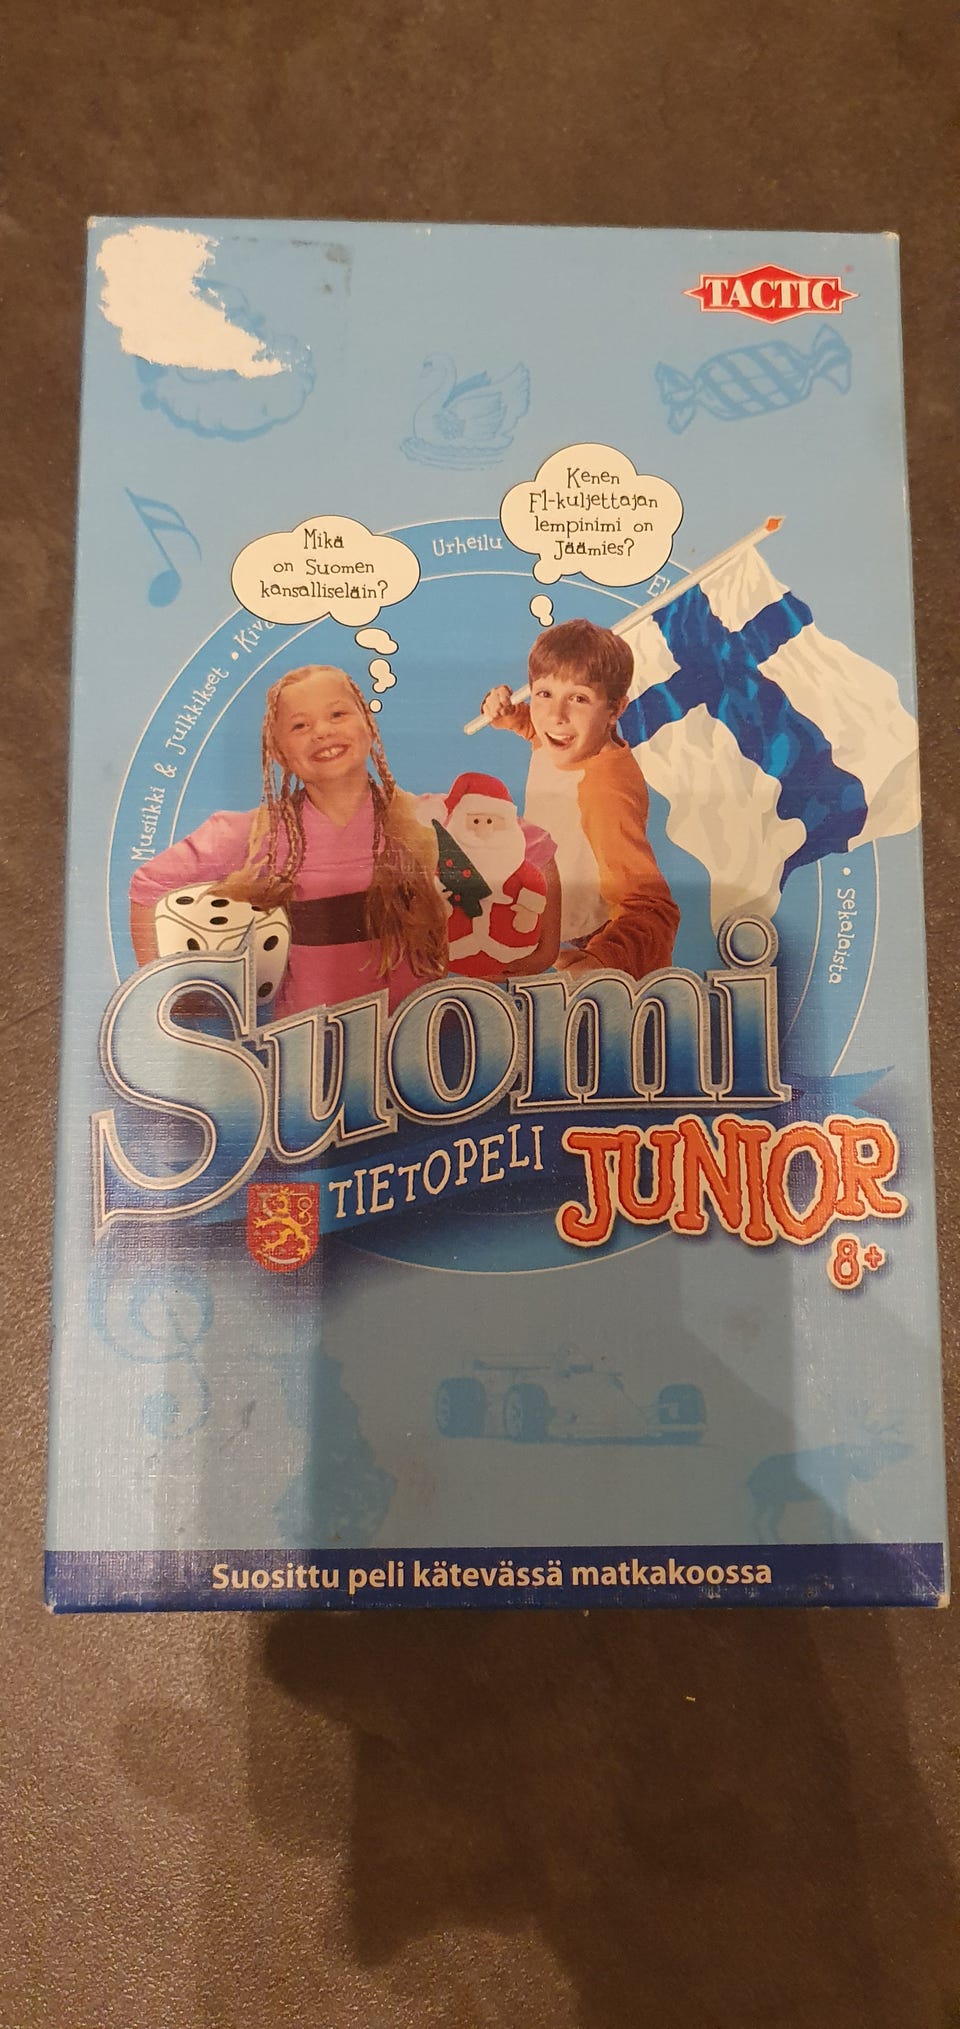 TACTIC
Kenen
F1-kuljettajan
lempinimi on
Jäämies?
Mikä
on Suomen
kansalliseläin?
Musiikki & Julkkikset •
Urheilu
• Sekalaista
Suomi
TIETOPELI
JUNIOR
8+
Suosittu peli kätevässä matkakoossa